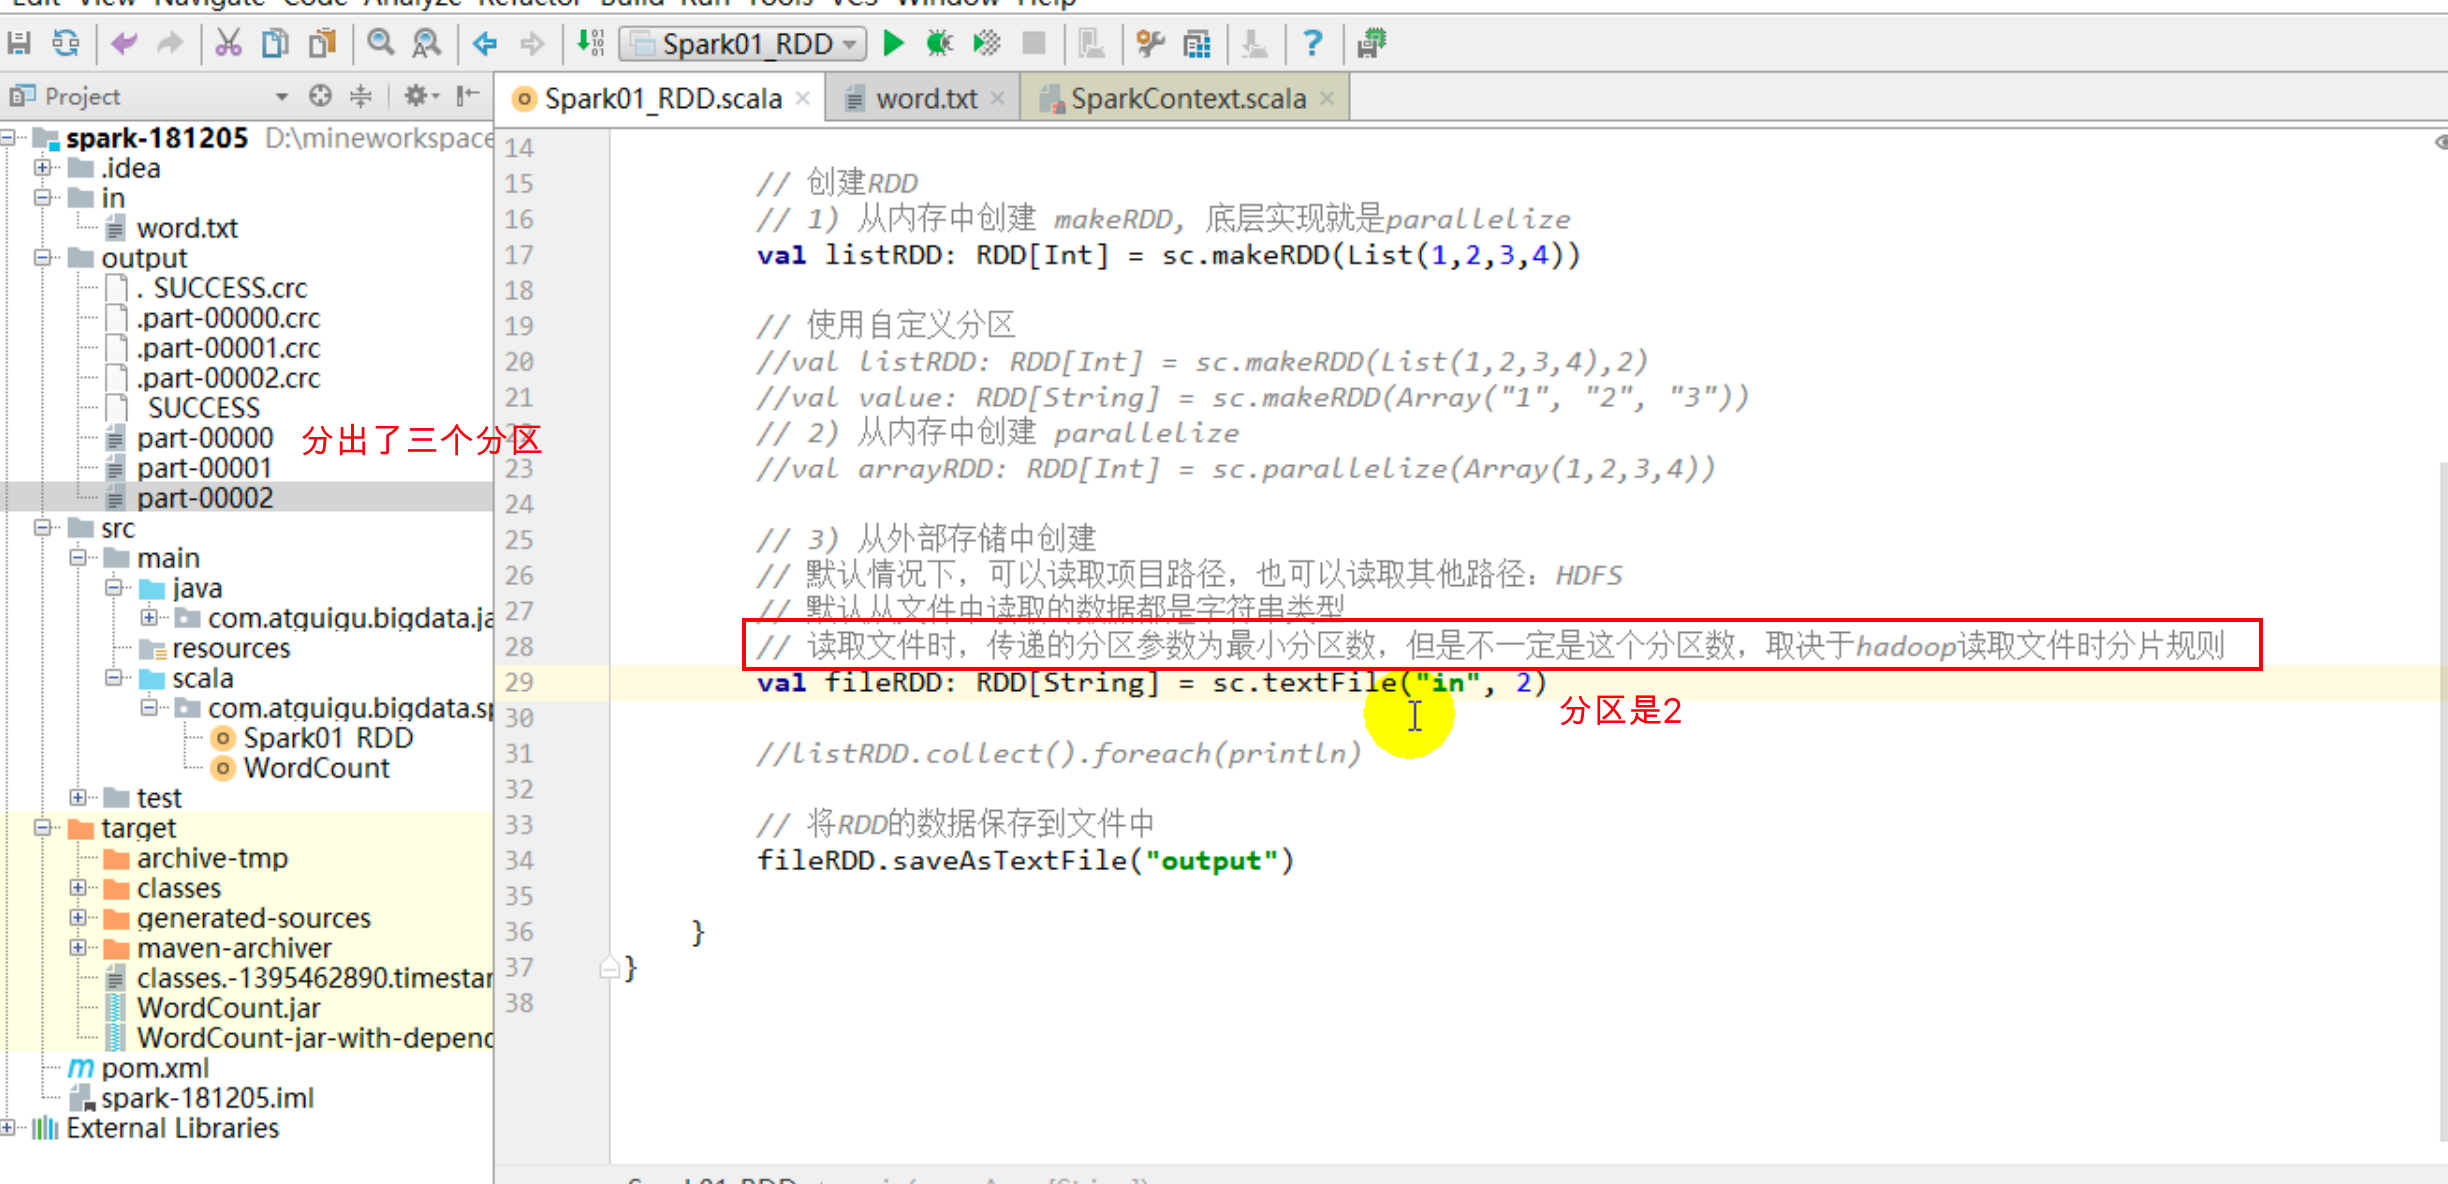 Edit View Navigate Code Analyze Refactor Build Run Tools VCS Window Help
Spark01_RDD
Project
Spark01_RDD.scala
word.txt
SparkContext.scala
spark-181205 D:\mineworkspace
.idea
in
word.txt
output
._SUCCESS.crc
.part-00000.crc
.part-00001.crc
.part-00002.crc
_SUCCESS
part-00000
分出了三个分区
part-00001
part-00002
src
main
java
com.atguigu.bigdata.ja
resources
scala
com.atguigu.bigdata.sp
Spark01_RDD
WordCount
test
target
archive-tmp
classes
generated-sources
maven-archiver
classes.-1395462890.timestar
WordCount.jar
WordCount-jar-with-depend
pom.xml
spark-181205.iml
External Libraries
14
15 // 创建RDD
16 // 1) 从内存中创建 makeRDD, 底层实现就是parallelize
17 val listRDD: RDD[Int] = sc.makeRDD(List(1,2,3,4))
18
19 // 使用自定义分区
20 //val listRDD: RDD[Int] = sc.makeRDD(List(1,2,3,4),2)
21 //val value: RDD[String] = sc.makeRDD(Array("1", "2", "3"))
22 // 2) 从内存中创建 parallelize
23 //val arrayRDD: RDD[Int] = sc.parallelize(Array(1,2,3,4))
24
25 // 3) 从外部存储中创建
26 // 默认情况下，可以读取项目路径，也可以读取其他路径：HDFS
27 // 默认从文件中读取的数据都是字符串类型
28 // 读取文件时，传递的分区参数为最小分区数，但是不一定是这个分区数，取决于hadoop读取文件时分片规则
29 val fileRDD: RDD[String] = sc.textFile("in", 2)
分区是2
30
31 //listRDD.collect().foreach(println)
32
33 // 将RDD的数据保存到文件中
34 fileRDD.saveAsTextFile("output")
35
36 }
37 }
38